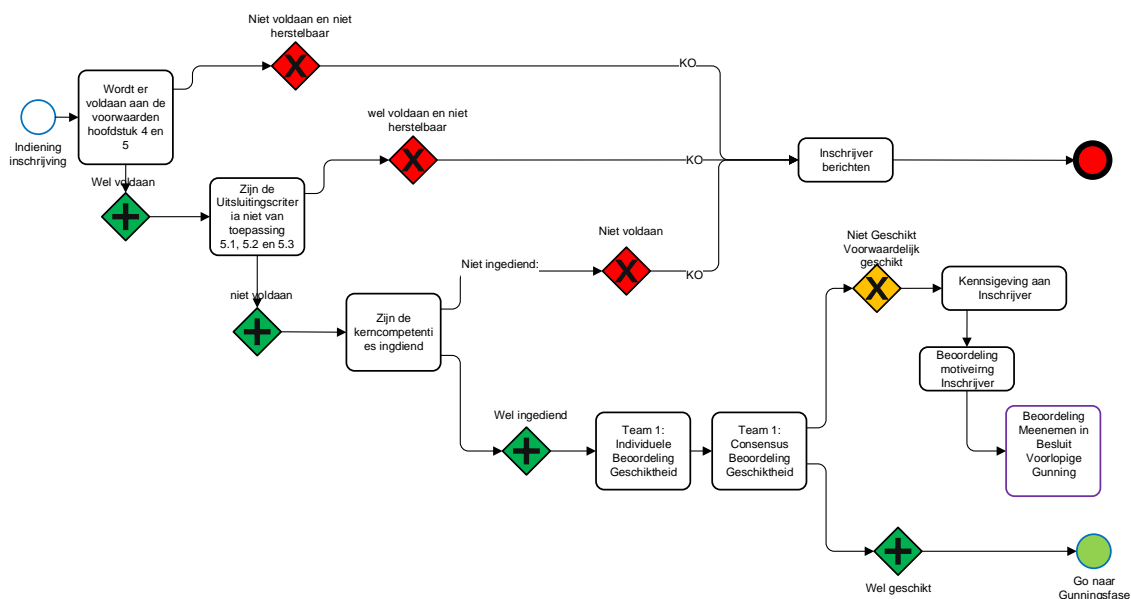 Niet voldaan en niet
herstelbaar
KO
Wordt er
voldaan aan de
voorwaarden
hoofdstuk 4 en
5
Indiening
inschrijving
wel voldaan en niet
herstelbaar
KO
Inschrijver
berichten
Wel voldaan
Zijn de
Uitsluitingscriter
ia niet van
toepassing
5.1, 5.2 en 5.3
Niet voldaan
Niet ingediend:
KO
Niet Geschikt
Voorwaardelijk
geschikt
Kennsigeving aan
Inschrijver
niet voldaan
Zijn de
kerncompetenti
es ingdiend
Beoordeling
motiveirng
Inschrijver
Wel ingediend
Team 1:
Individuele
Beoordeling
Geschiktheid
Team 1:
Consensus
Beoordeling
Geschiktheid
Beoordeling
Meenemen in
Besluit
Voorlopige
Gunning
Wel geschikt
Go naar
Gunningsfase